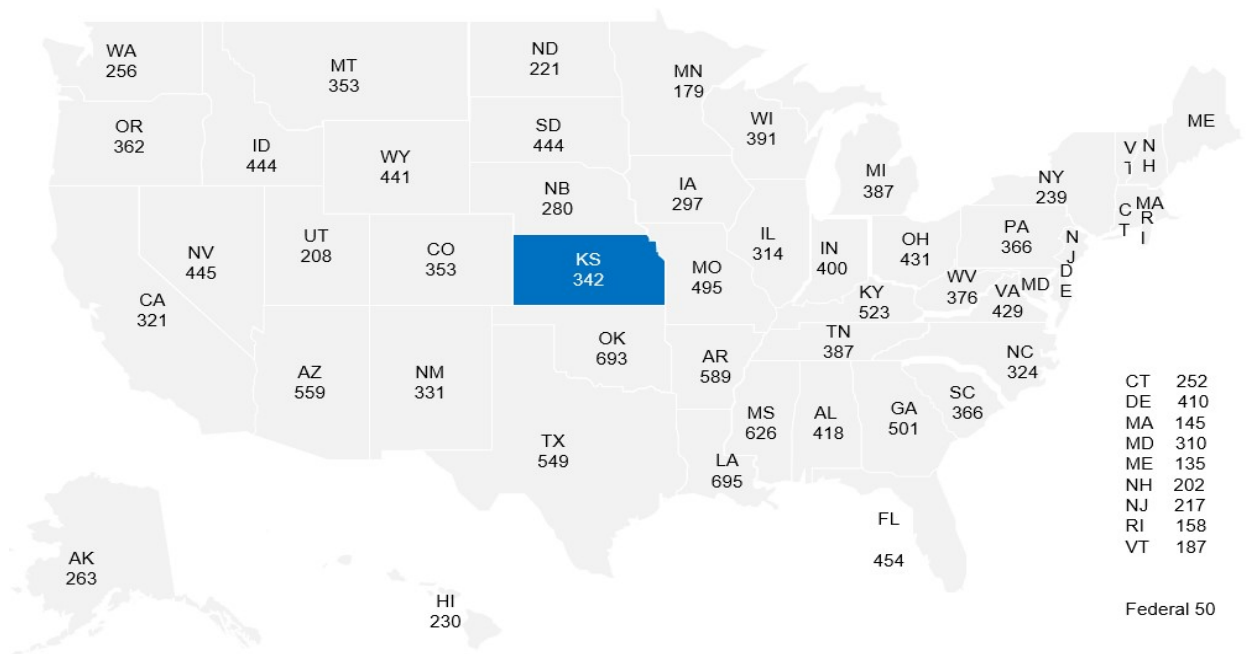 WA
256
MT
353
ND
221
MN
179
OR
362
ID
444
WY
441
SD
444
WI
391
MI
387
ME
V
T
N
H
NY
239
NB
280
IA
297
NV
445
UT
208
CO
353
KS
342
MO
495
IL
314
IN
400
OH
431
PA
366
C
T
MA
R
I
N
J
D
E
MD
WV
376
VA
429
CA
321
KY
523
TN
387
NC
324
AZ
559
NM
331
OK
693
AR
589
SC
366
MS
626
AL
418
GA
501
TX
549
LA
695
FL
454
AK
263
HI
230
CT 252
DE 410
MA 145
MD 310
ME 135
NH 202
NJ 217
RI 158
VT 187
Federal 50